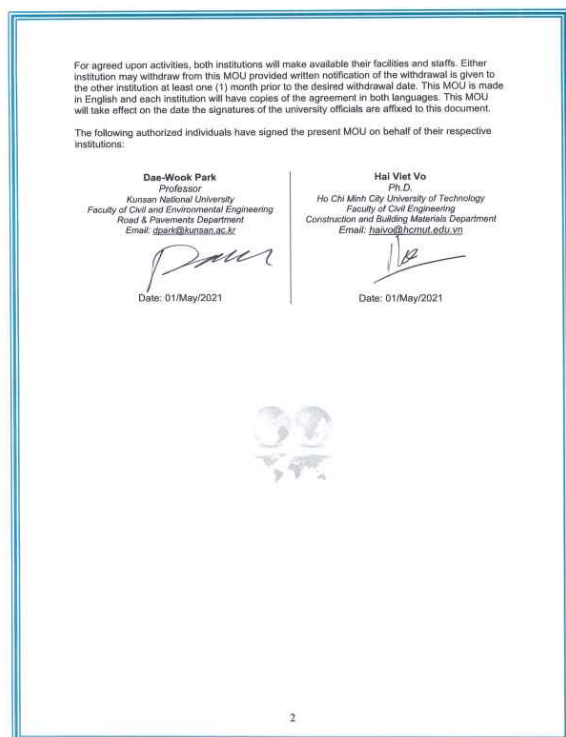 For agreed upon activities, both institutions will make available their facilities and staffs. Either
institution may withdraw from this MOU provided written notification of the withdrawal is given to
the other institution at least one (1) month prior to the desired withdrawal date. This MOU is made
in English and each institution will have copies of the agreement in both languages. This MOU
will take effect on the date the signatures of the university officials are affixed to this document.
The following authorized individuals have signed the present MOU on behalf of their respective
institutions:
Dae-Wook Park
Professor
Kunsan National University
Faculty of Civil and Environmental Engineering
Road & Pavements Department
Email: dpark@kunsan.ac.kr
Date: 01/May/2021
Hai Viet Vo
Ph.D.
Ho Chi Minh City University of Technology
Faculty of Civil Engineering
Construction and Building Materials Department
Email: haivo@hcmut.edu.vn
Date: 01/May/2021
2